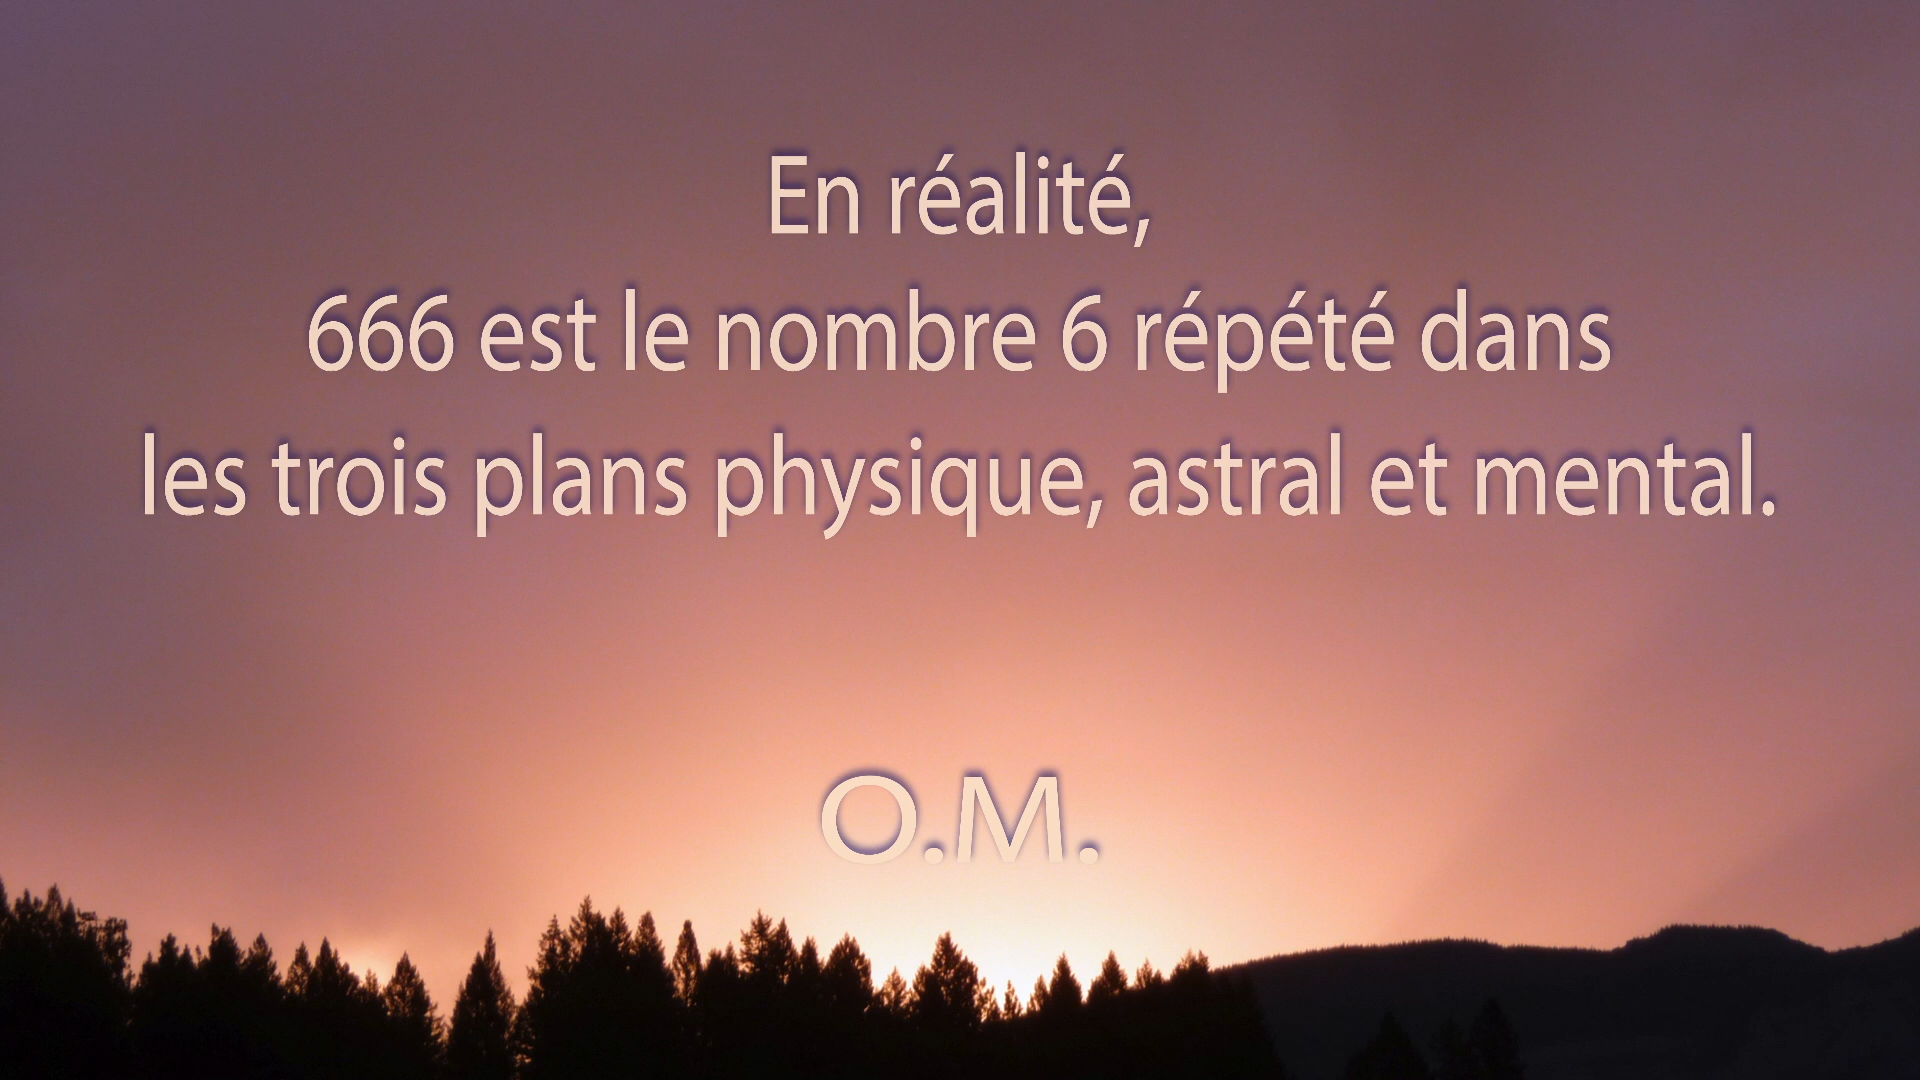 En réalité,
666 est le nombre 6 répété dans
les trois plans physique, astral et mental.
O.M.